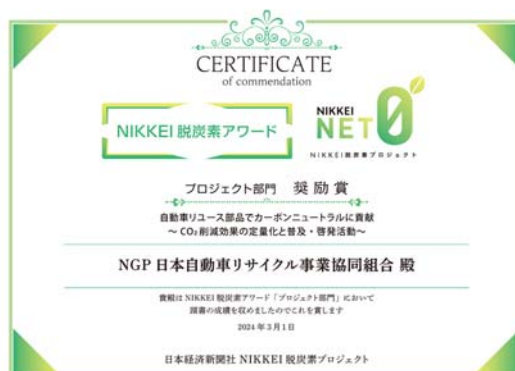 CERTIFICATE
of commendation
NIKKEI 脱炭素アワード
NIKKEI
NET0
NIKKEI脱炭素プロジェクト
プロジェクト部門 奨励賞
自動車リユース部品でカーボンニュートラルに貢献
~ CO₂削減効果の定量化と普及・啓発活動~
NGP 日本自動車リサイクル事業協同組合 殿
貴組は NIKKEI 脱炭素アワード「プロジェクト部門」において
頭書の成績を収めましたのでこれを賞します
2024年3月1日
日本経済新聞社 NIKKEI 脱炭素プロジェクト